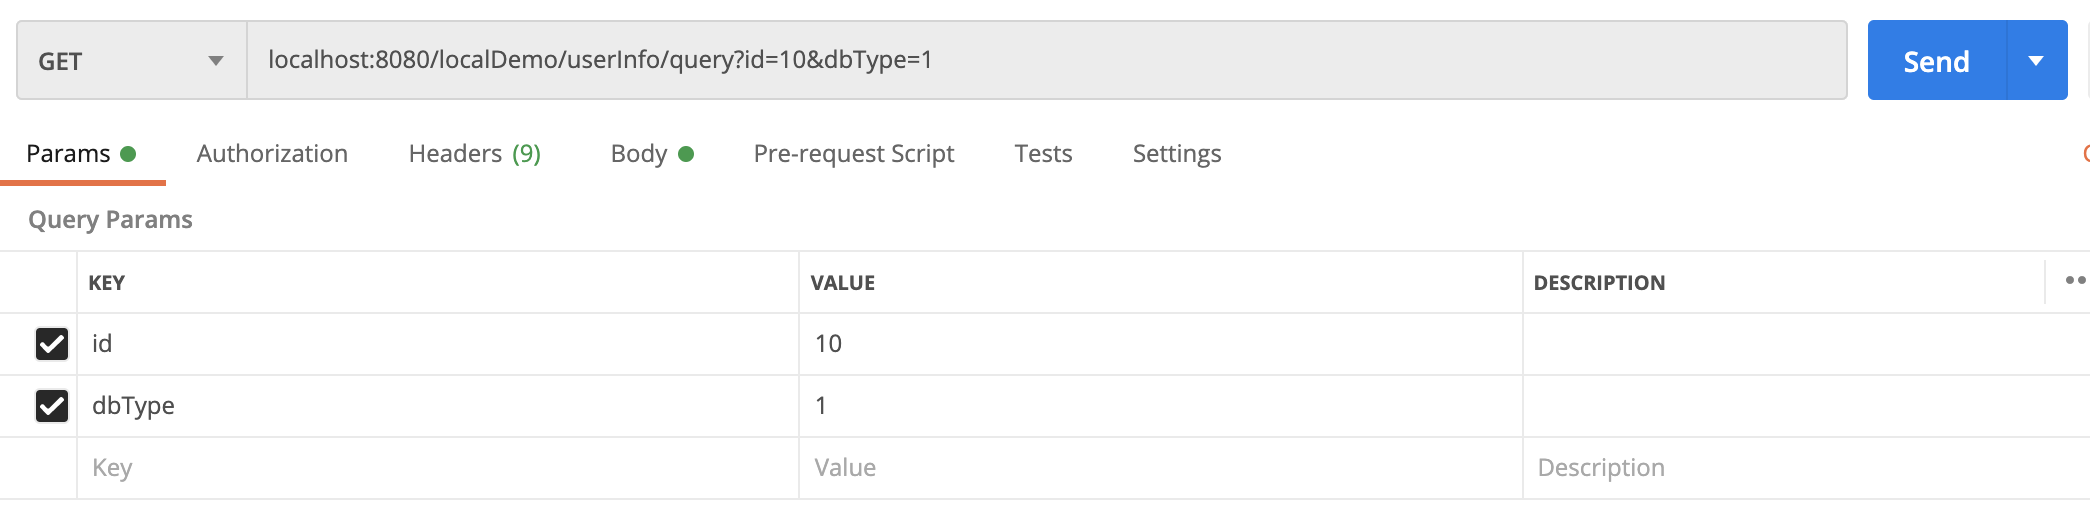 GET localhost:8080/localDemo/userInfo/query?id=10&dbType=1 Send
Params Authorization Headers (9) Body Pre-request Script Tests Settings
Query Params
KEY VALUE DESCRIPTION
id 10
dbType 1
Key Value Description